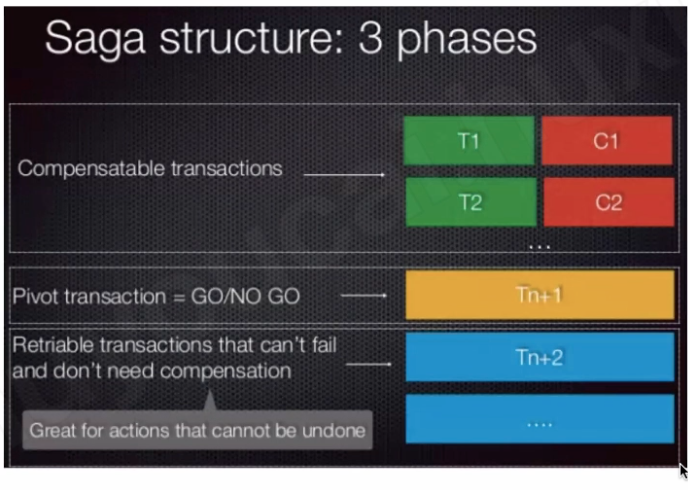 Saga structure: 3 phases
Compensatable transactions
T1
C1
T2
C2
...
Pivot transaction = GO/NO GO
Tn+1
Retriable transactions that can't fail
and don't need compensation
Tn+2
Great for actions that cannot be undone
....